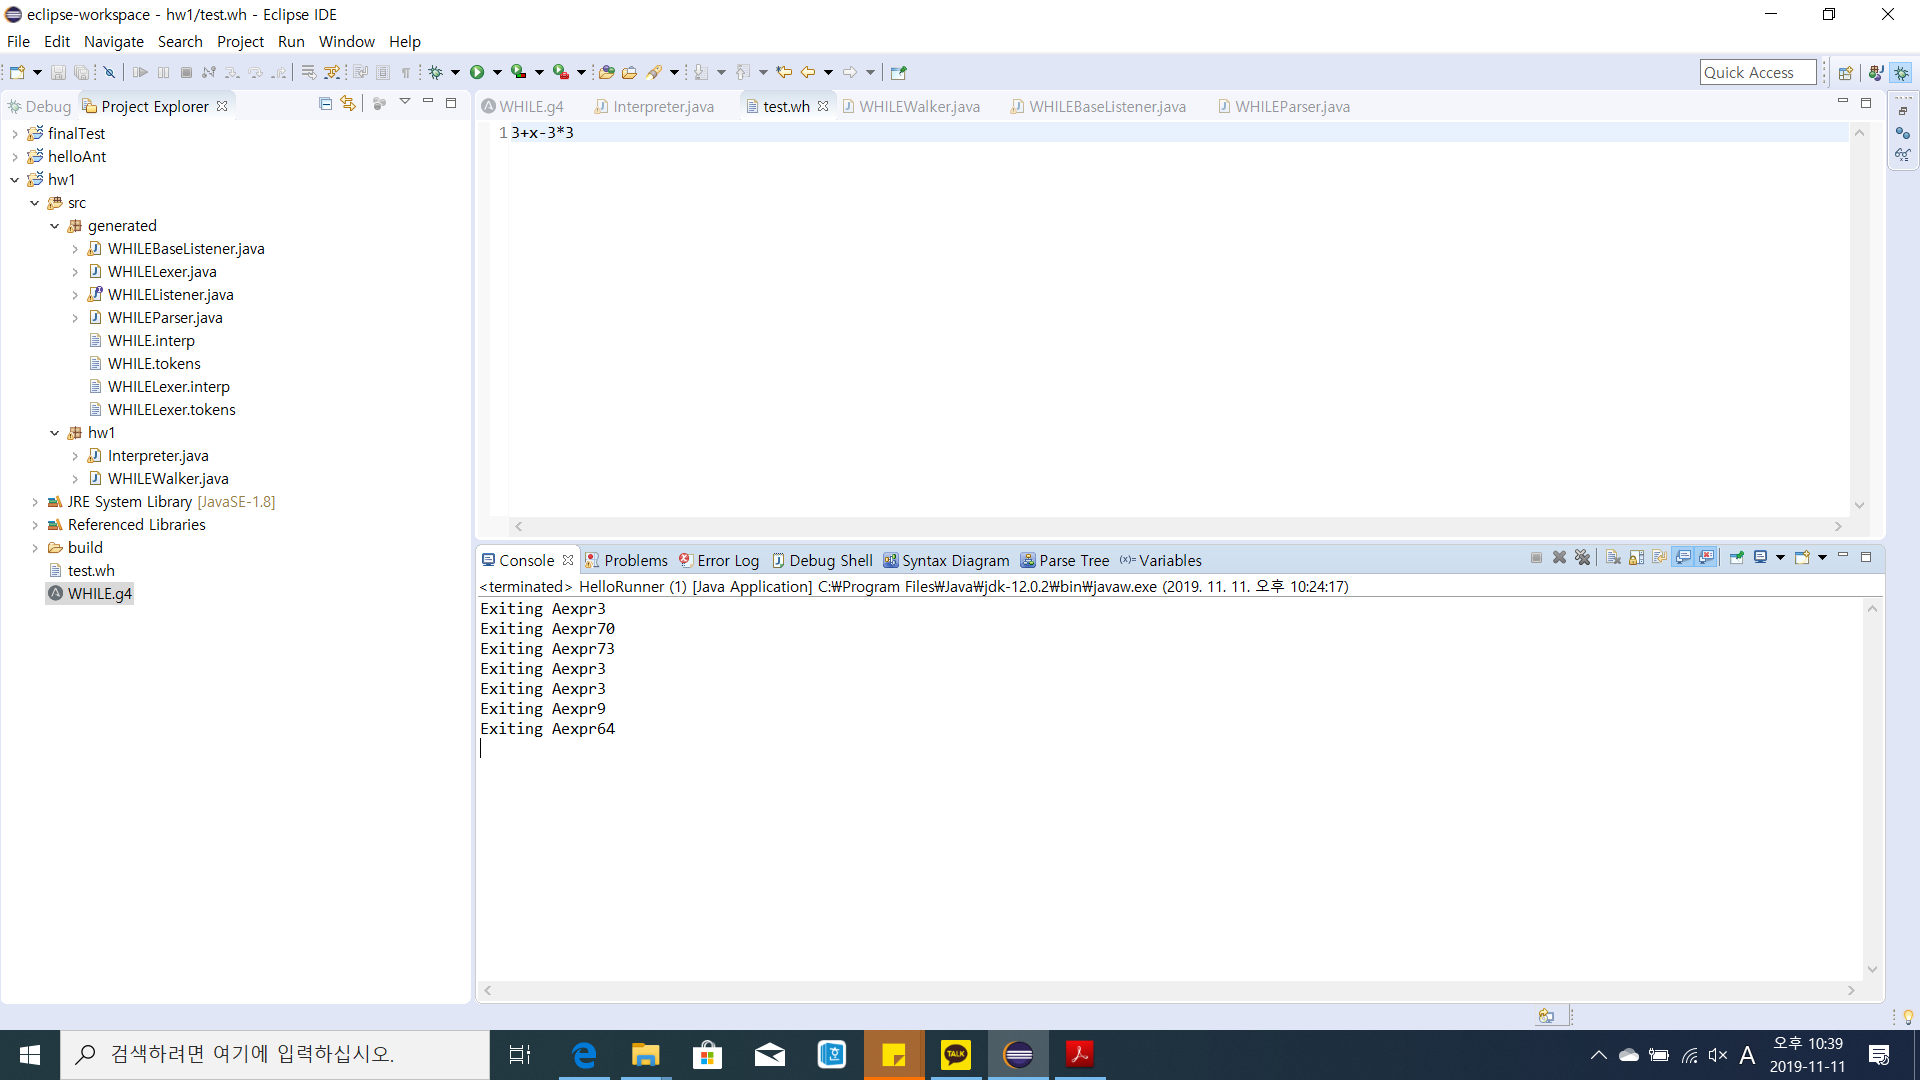 eclipse-workspace - hw1/test.wh - Eclipse IDE
File Edit Navigate Search Project Run Window Help
Quick Access
Debug Project Explorer
WHILE.g4 Interpreter.java test.wh WHILEWalker.java WHILEBaseListener.java WHILEParser.java
1 3+x-3*3
finalTest
helloAnt
hw1
src
generated
WHILEBaseListener.java
WHILELexer.java
WHILEListener.java
WHILEParser.java
WHILE.interp
WHILE.tokens
WHILELexer.interp
WHILELexer.tokens
hw1
Interpreter.java
WHILEWalker.java
JRE System Library [JavaSE-1.8]
Referenced Libraries
build
test.wh
WHILE.g4
Console Problems Error Log Debug Shell Syntax Diagram Parse Tree (x)= Variables
<terminated> HelloRunner (1) [Java Application] C:₩Program Files₩Java₩jdk-12.0.2₩bin₩javaw.exe (2019. 11. 11. 오후 10:24:17)
Exiting Aexpr3
Exiting Aexpr70
Exiting Aexpr73
Exiting Aexpr3
Exiting Aexpr3
Exiting Aexpr9
Exiting Aexpr64
검색하려면 여기에 입력하십시오.
TALK
A
오후 10:39
2019-11-11